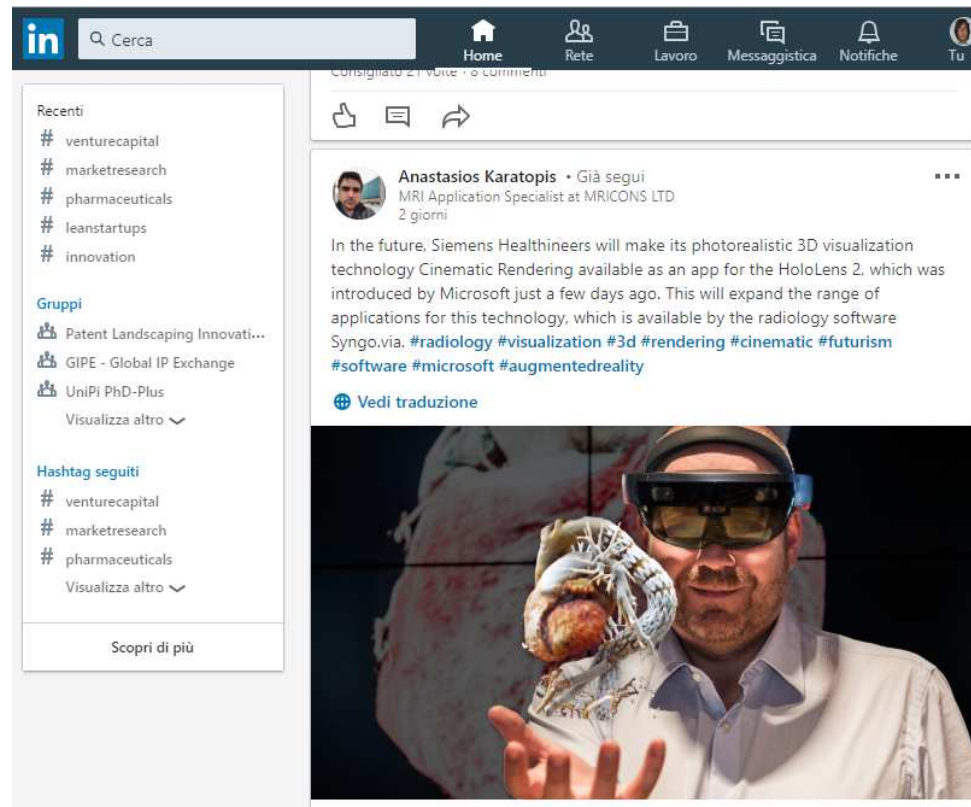 in
Cerca
Home
Rete
Lavoro
Messaggistica
Notifiche
Tu
Consigliato 21 volte · 8 commenti
Recenti
# venturecapital
# marketresearch
# pharmaceuticals
# leanstartups
# innovation
Gruppi
Patent Landscaping Innovati...
GIPE - Global IP Exchange
UniPi PhD-Plus
Visualizza altro
Hashtag seguiti
# venturecapital
# marketresearch
# pharmaceuticals
Visualizza altro
Scopri di più
Anastasios Karatopis • Già segui
MRI Application Specialist at MRICONS LTD
2 giorni
In the future, Siemens Healthineers will make its photorealistic 3D visualization
technology Cinematic Rendering available as an app for the HoloLens 2, which was
introduced by Microsoft just a few days ago. This will expand the range of
applications for this technology, which is available by the radiology software
Syngo.via. #radiology #visualization #3d #rendering #cinematic #futurism
#software #microsoft #augmentedreality
Vedi traduzione